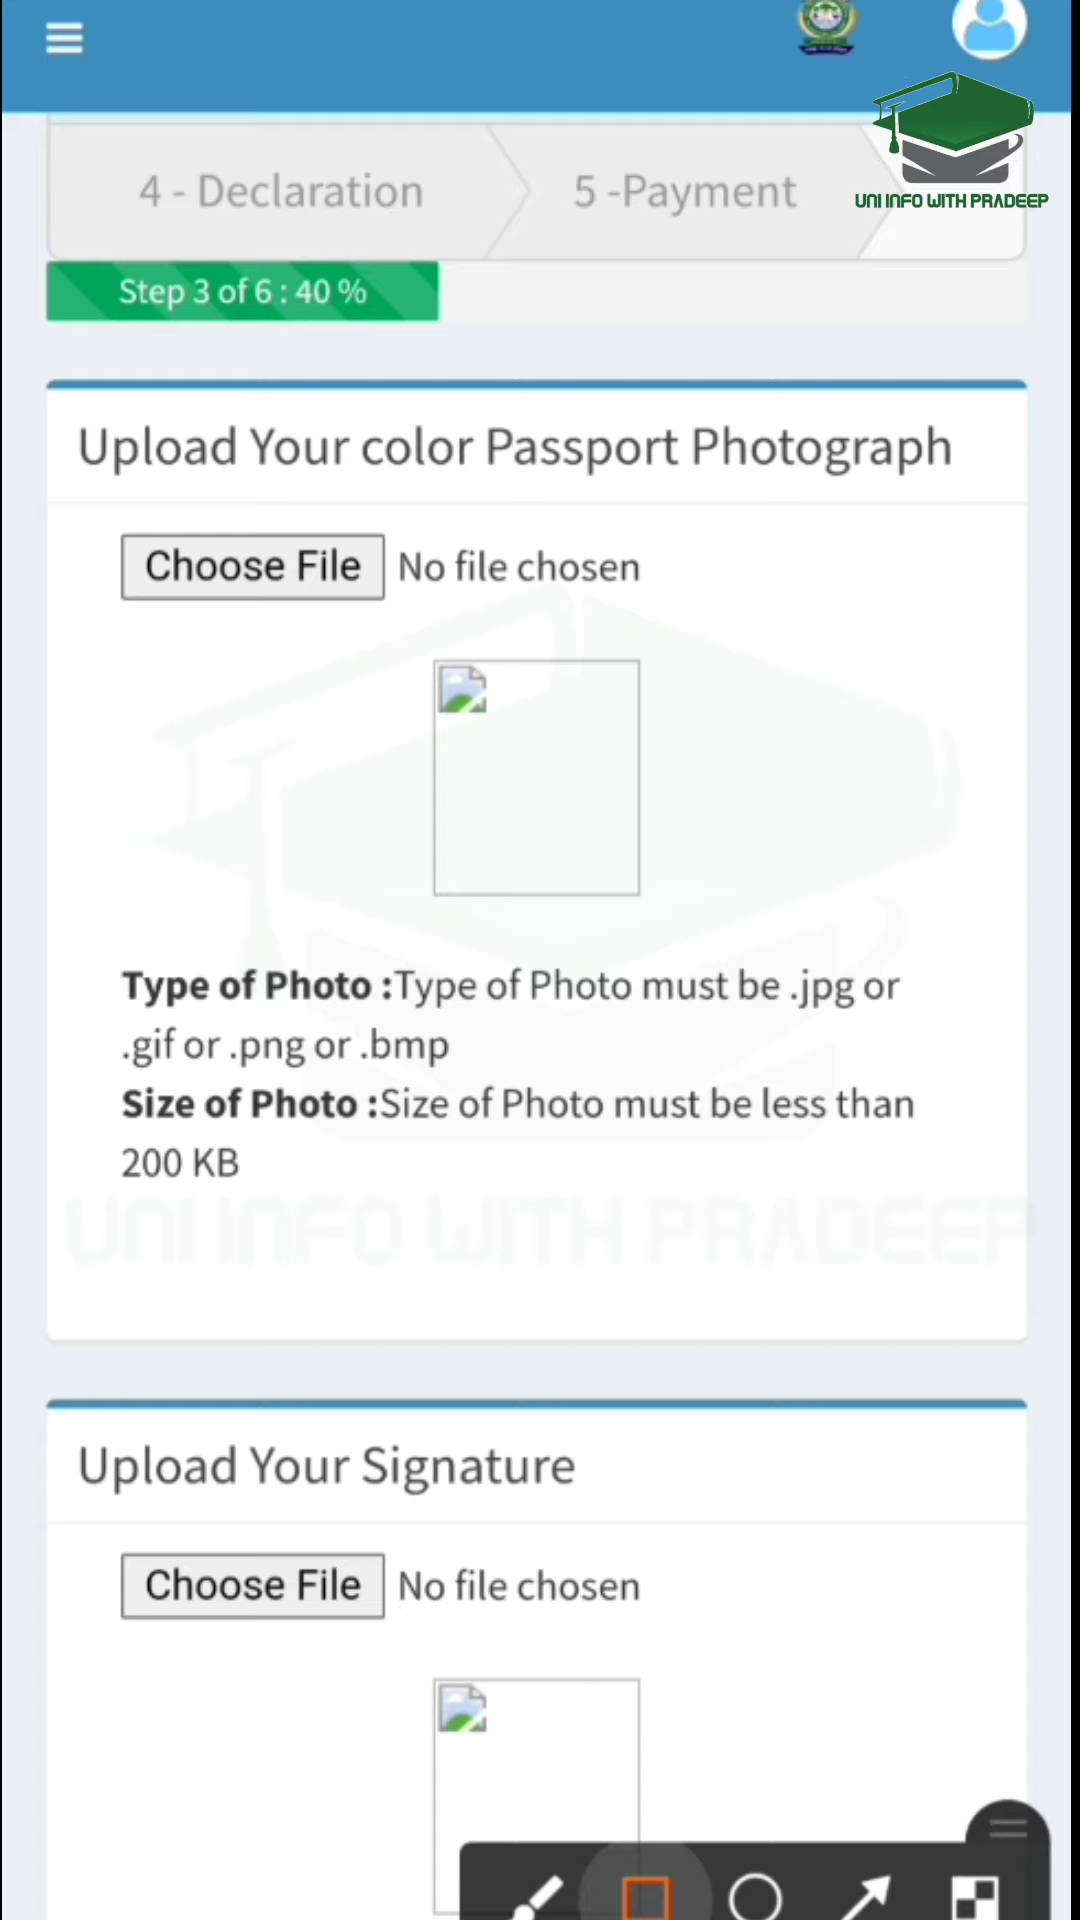 UNI INFO WITH PRADEEP
4 - Declaration
5 -Payment
Step 3 of 6 : 40 %
Upload Your color Passport Photograph
Choose File No file chosen
Type of Photo :Type of Photo must be .jpg or
.gif or .png or .bmp
Size of Photo :Size of Photo must be less than
200 KB
UNI INFO WITH PRADEEP
Upload Your Signature
Choose File No file chosen